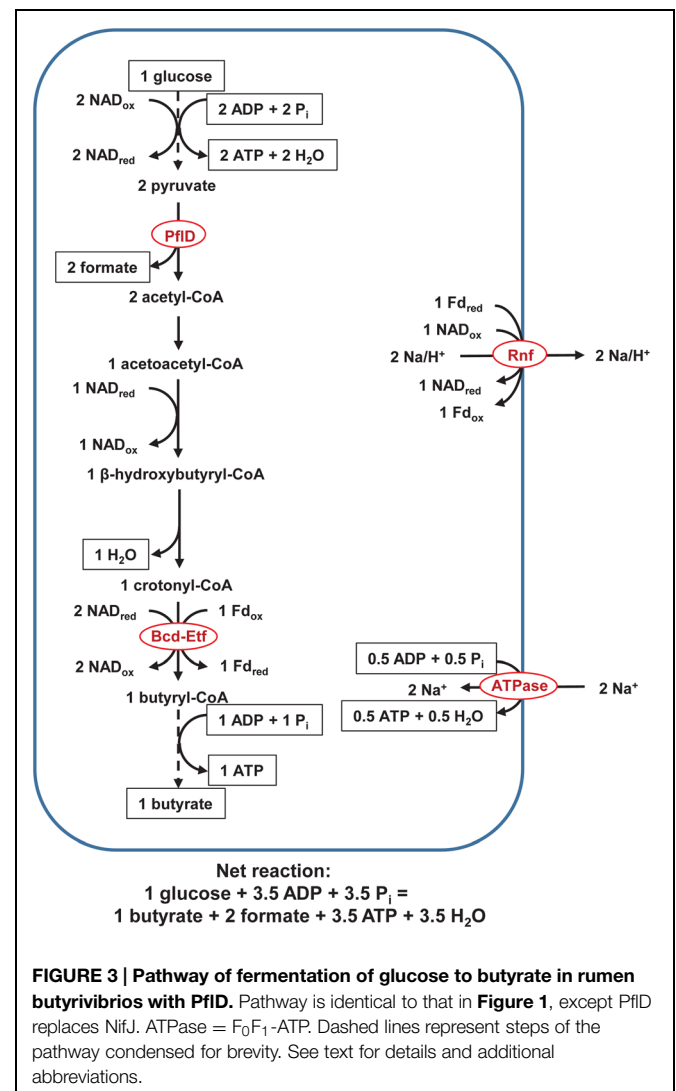 1 glucose
2 NADox
2 ADP + 2 Pi
2 NADred
2 ATP + 2 H2O
2 pyruvate
PflD
2 formate
2 acetyl-CoA
1 acetoacetyl-CoA
1 NADred
1 NADox
1 β-hydroxybutyryl-CoA
1 H2O
1 crotonyl-CoA
2 NADred
1 Fdox
Bcd-Etf
2 NADox
1 Fdred
1 butyryl-CoA
1 ADP + 1 Pi
1 ATP
1 butyrate
1 Fdred
1 NADox
2 Na/H+
Rnf
2 Na/H+
1 NADred
1 Fdox
0.5 ADP + 0.5 Pi
2 Na+
ATPase
2 Na+
0.5 ATP + 0.5 H2O
Net reaction:
1 glucose + 3.5 ADP + 3.5 Pi =
1 butyrate + 2 formate + 3.5 ATP + 3.5 H2O
FIGURE 3 | Pathway of fermentation of glucose to butyrate in rumen
butyrivibrios with PflD. Pathway is identical to that in Figure 1, except PflD
replaces NifJ. ATPase = F0F1-ATP. Dashed lines represent steps of the
pathway condensed for brevity. See text for details and additional
abbreviations.